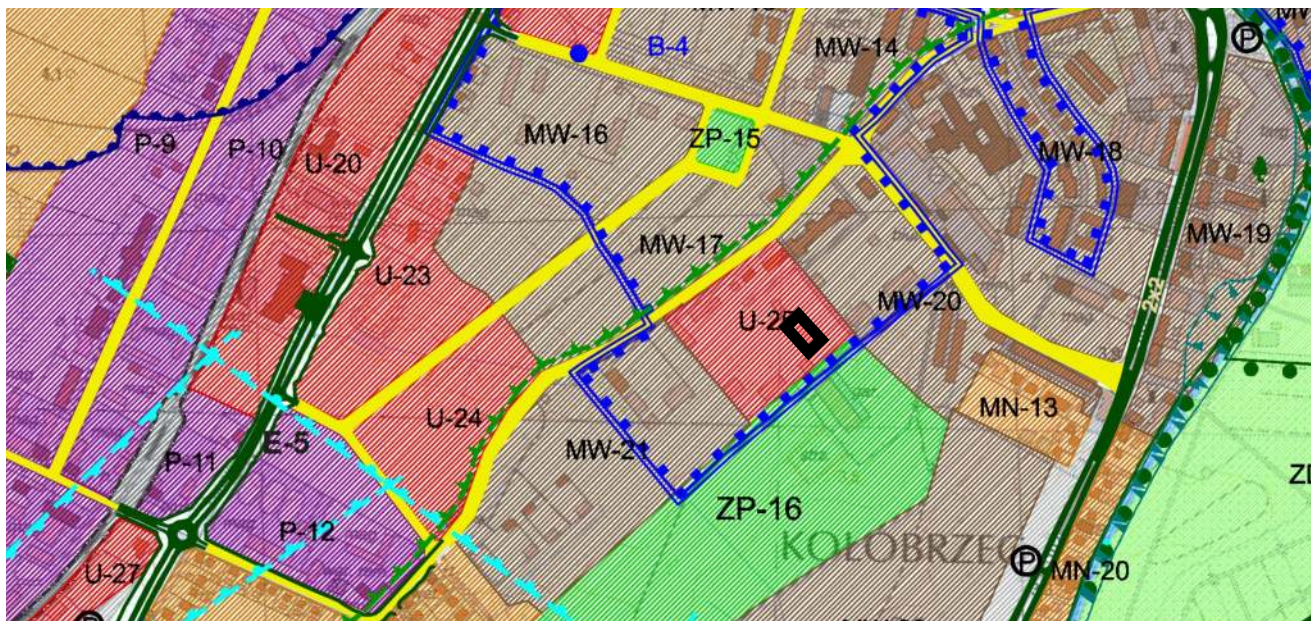 MW-14
P
B-4
MW-16
ZP-15
P-9
P-10
U-20
MW-18
MW-17
MW-19
U-23
MW-20
2x2
U-25
MN-13
U-24
E-5
MW-21
P-11
ZP-16
P-12
KOŁOBRZEG
P
MN-20
U-27
P